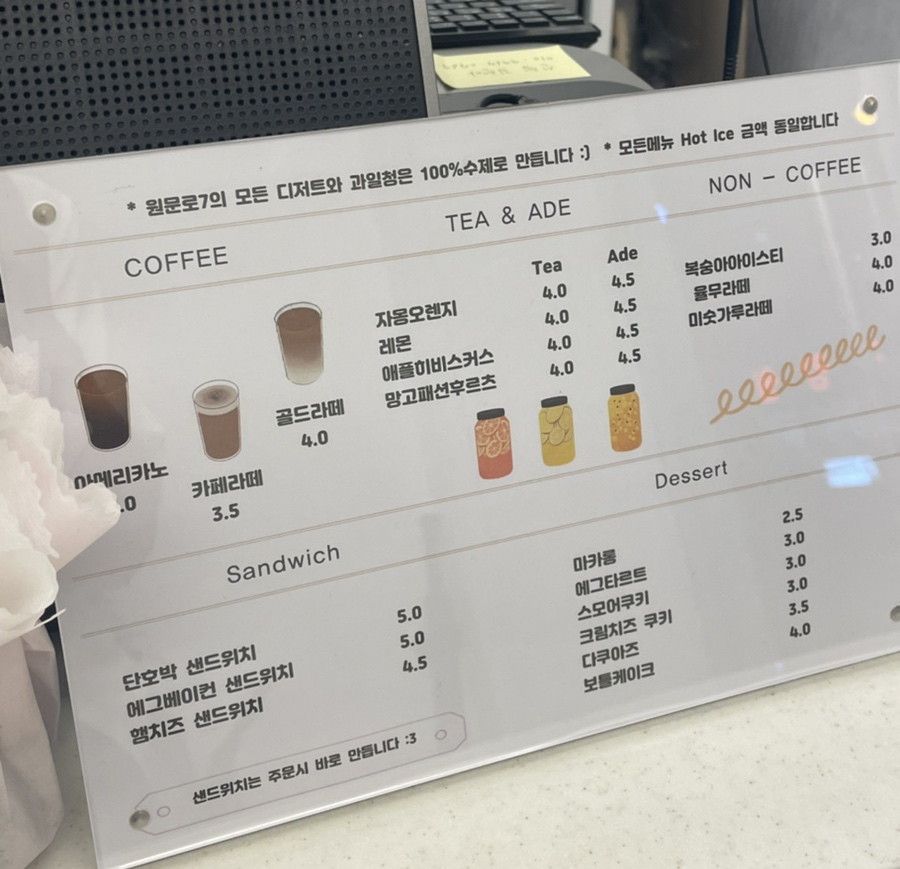 * 원문로7의 모든 디저트와 과일청은 100%수제로 만듭니다 :) * 모든메뉴 Hot Ice 금액 동일합니다
COFFEE
아메리카노
.0
카페라떼
3.5
골드라떼
4.0
TEA & ADE
Tea Ade
자몽오렌지 4.0 4.5
레몬 4.0 4.5
애플히비스커스 4.0 4.5
망고패션후르츠 4.0 4.5
NON - COFFEE
복숭아아이스티 3.0
율무라떼 4.0
미숫가루라떼 4.0
Sandwich
단호박 샌드위치 5.0
에그베이컨 샌드위치 5.0
햄치즈 샌드위치 4.5
샌드위치는 주문시 바로 만듭니다 :3
Dessert
마카롱 2.5
에그타르트 3.0
스모어쿠키 3.0
크림치즈 쿠키 3.0
다쿠아즈 3.5
보틀케이크 4.0